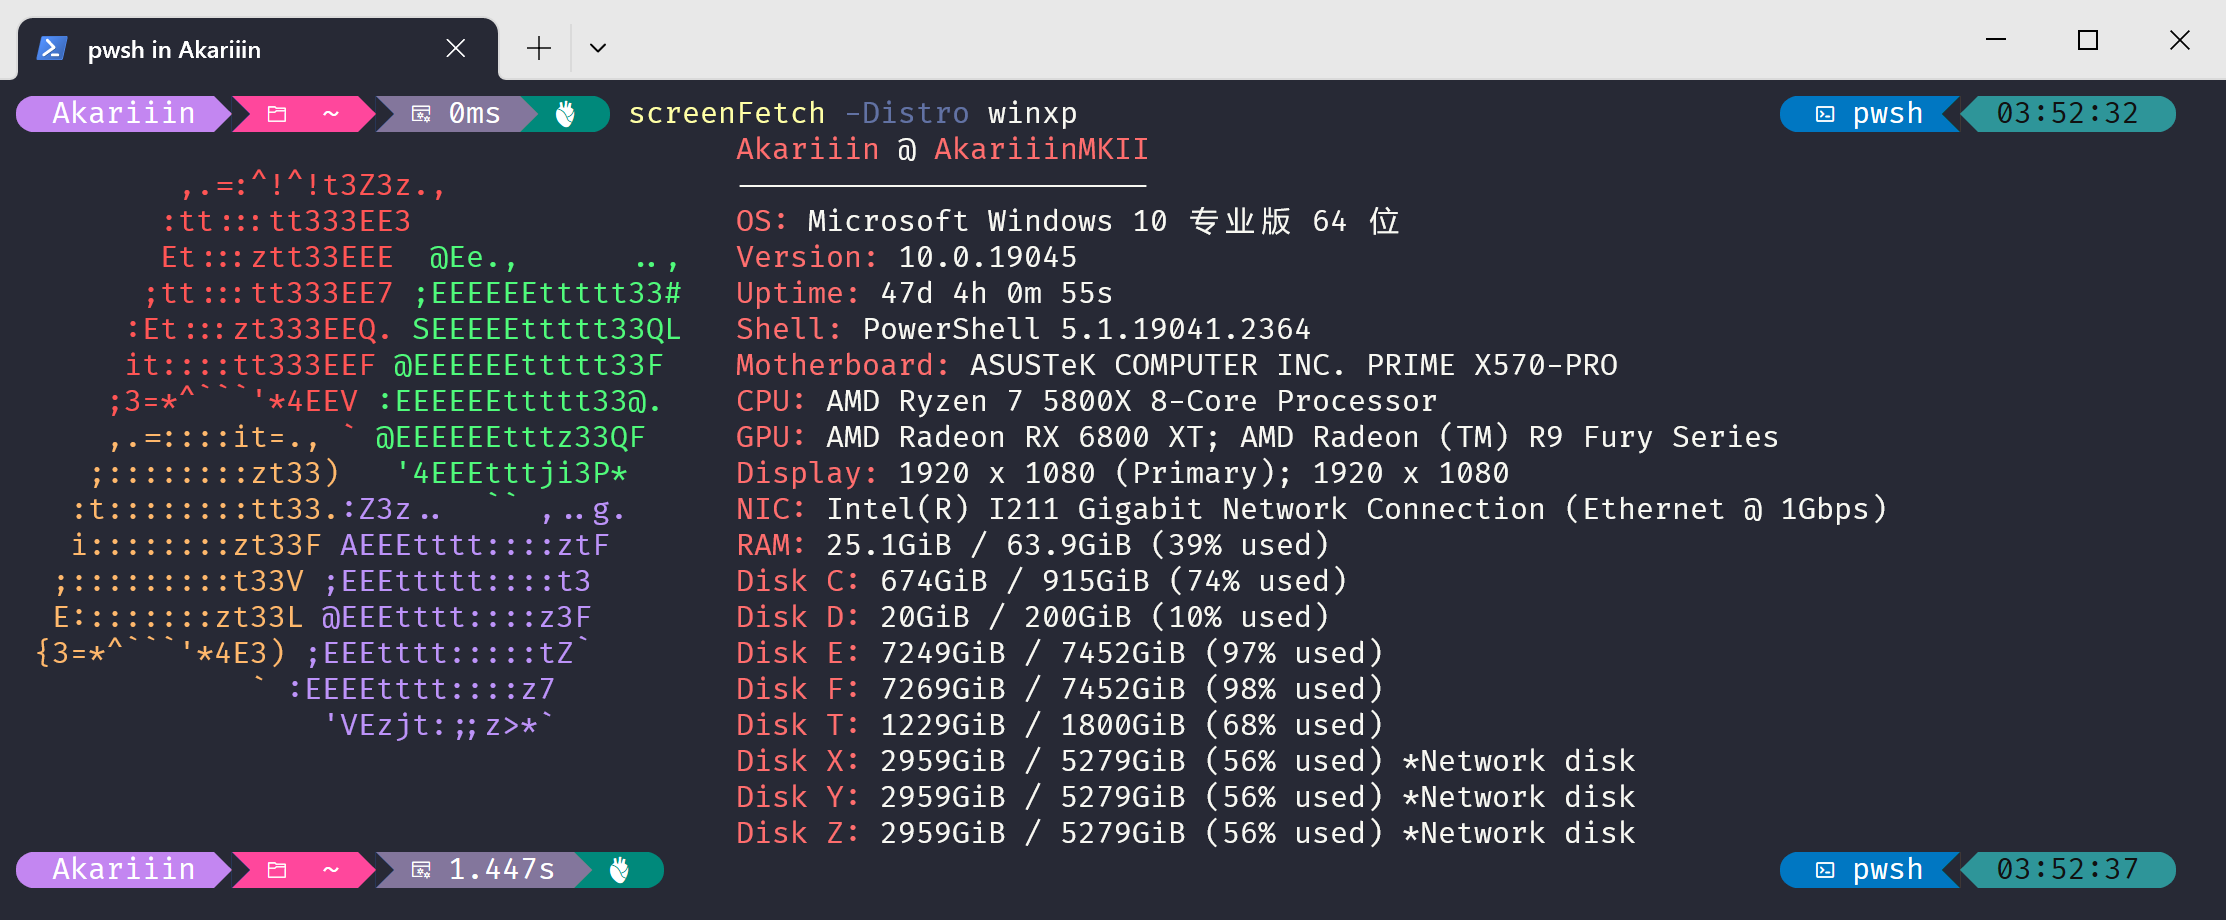 pwsh in Akariiin
Akariiin ~ 0ms screenFetch -Distro winxp pwsh 03:52:32
Akariiin @ AkariiinMKII
-----------------------
,.=:^!^!t3Z3z.,
:tt:::tt333EE3 OS: Microsoft Windows 10 专业版 64 位
Et:::ztt33EEE @Ee., .., Version: 10.0.19045
;tt:::tt333EE7 ;EEEEEEttttt33# Uptime: 47d 4h 0m 55s
:Et:::zt333EEQ. SEEEEEttttt33QL Shell: PowerShell 5.1.19041.2364
it::::tt333EEF @EEEEEEttttt33F Motherboard: ASUSTeK COMPUTER INC. PRIME X570-PRO
;3=*^```'*4EEV :EEEEEEttttt33@. CPU: AMD Ryzen 7 5800X 8-Core Processor
,.=::::it=., ` @EEEEEEtttz33QF GPU: AMD Radeon RX 6800 XT; AMD Radeon (TM) R9 Fury Series
;::::::::zt33) '4EEEtttji3P* Display: 1920 x 1080 (Primary); 1920 x 1080
:t::::::::tt33.:Z3z.. `` ,..g. NIC: Intel(R) I211 Gigabit Network Connection (Ethernet @ 1Gbps)
i::::::::zt33F AEEEtttt::::ztF RAM: 25.1GiB / 63.9GiB (39% used)
;:::::::::t33V ;EEEttttt::::t3 Disk C: 674GiB / 915GiB (74% used)
E::::::::zt33L @EEEtttt::::z3F Disk D: 20GiB / 200GiB (10% used)
{3=*^```'*4E3) ;EEEtttt:::::tZ` Disk E: 7249GiB / 7452GiB (97% used)
` :EEEEtttt::::z7 Disk F: 7269GiB / 7452GiB (98% used)
'VEzjt:;;z>*` Disk T: 1229GiB / 1800GiB (68% used)
Disk X: 2959GiB / 5279GiB (56% used) *Network disk
Disk Y: 2959GiB / 5279GiB (56% used) *Network disk
Disk Z: 2959GiB / 5279GiB (56% used) *Network disk
Akariiin ~ 1.447s pwsh 03:52:37